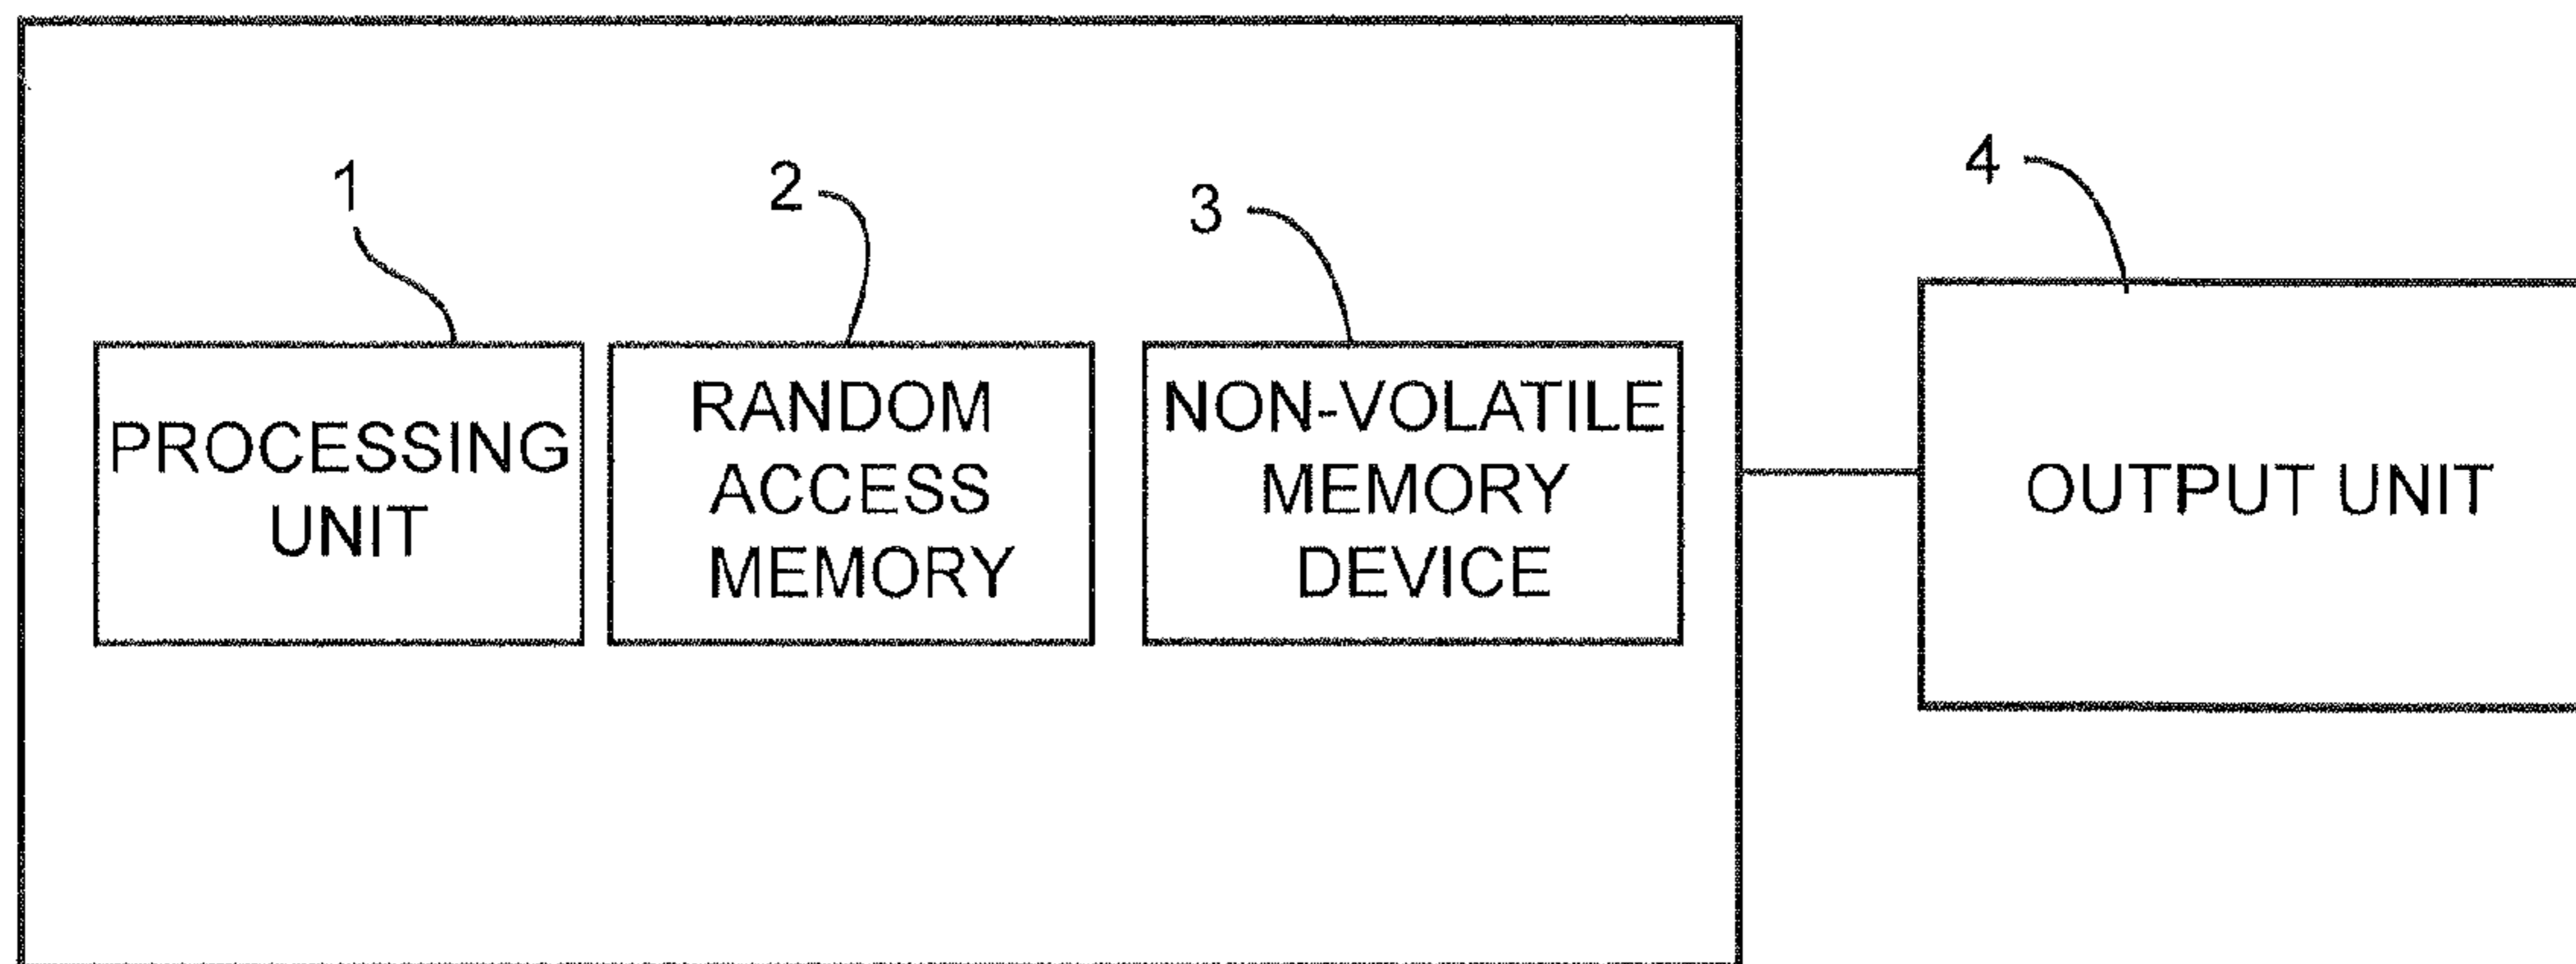 1
2
3
4
PROCESSING
UNIT
RANDOM
ACCESS
MEMORY
NON-VOLATILE
MEMORY
DEVICE
OUTPUT UNIT